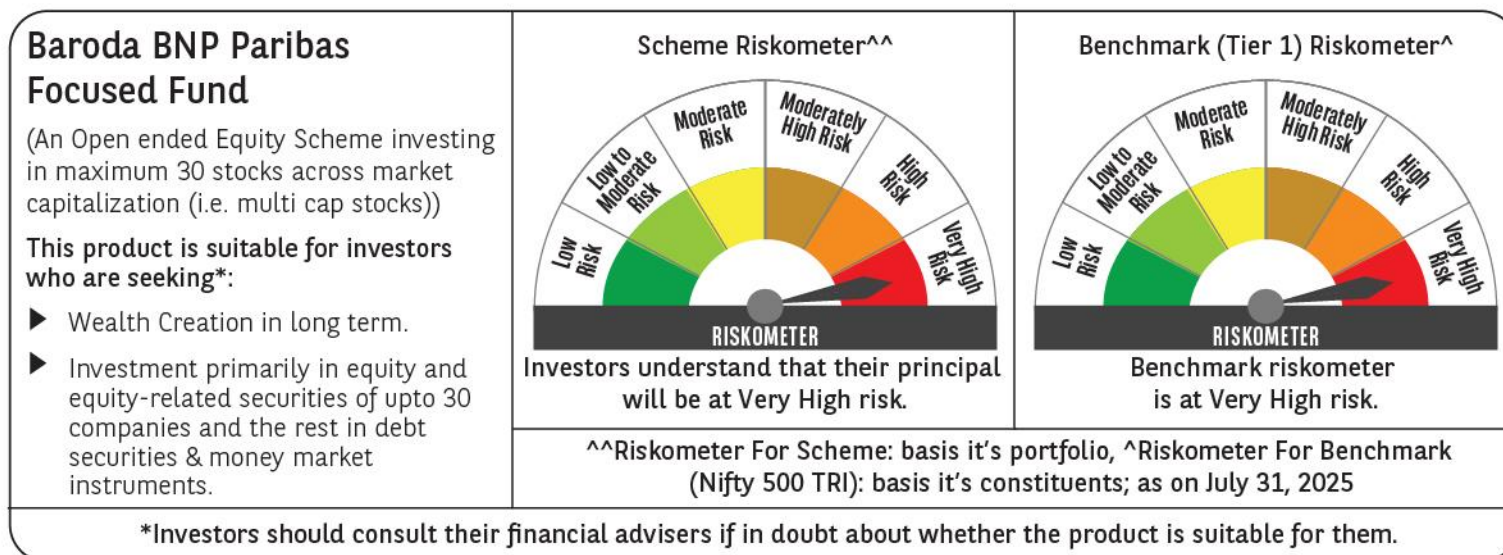 Baroda BNP Paribas
Focused Fund
(An Open ended Equity Scheme investing
in maximum 30 stocks across market
capitalization (i.e. multi cap stocks))
This product is suitable for investors
who are seeking*:
▶ Wealth Creation in long term.
▶ Investment primarily in equity and
equity-related securities of upto 30
companies and the rest in debt
securities & money market
instruments.
Scheme Riskometer^^
Low
Risk
Low to
Moderate
Risk
Moderate
Risk
Moderately
High Risk
High
Risk
Very High
Risk
RISKOMETER
Investors understand that their principal
will be at Very High risk.
Benchmark (Tier 1) Riskometer^
Low
Risk
Low to
Moderate
Risk
Moderate
Risk
Moderately
High Risk
High
Risk
Very High
Risk
RISKOMETER
Benchmark riskometer
is at Very High risk.
^^Riskometer For Scheme: basis it's portfolio, ^Riskometer For Benchmark
(Nifty 500 TRI): basis it's constituents; as on July 31, 2025
*Investors should consult their financial advisers if in doubt about whether the product is suitable for them.